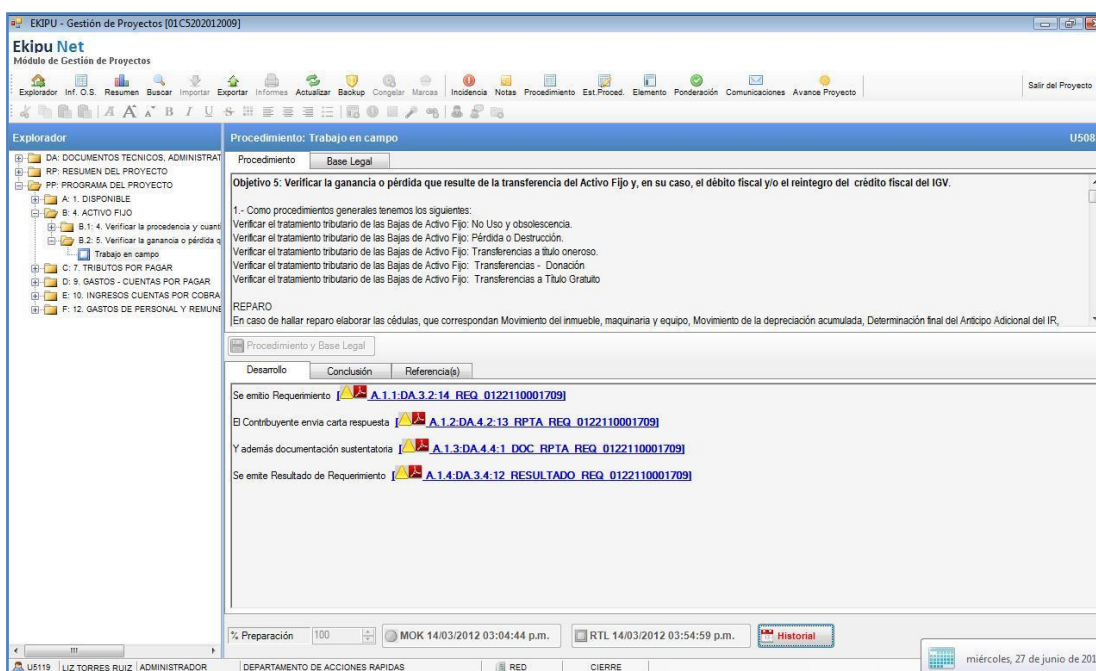 EKIPU - Gestión de Proyectos [01C5202012009]
Ekipu Net
Módulo de Gestión de Proyectos
Explorador Inf. O.S. Resumen Buscar Importar Exportar Informes Actualizar Backup Congelar Marcas Incidencia Notas Procedimiento Est.Proced. Elemento Ponderación Comunicaciones Avance Proyecto Salir del Proyecto
Explorador
DA: DOCUMENTOS TECNICOS, ADMINISTRAT
RP: RESUMEN DEL PROYECTO
PP: PROGRAMA DEL PROYECTO
A: 1. DISPONIBLE
B: 4. ACTIVO FIJO
B.1: 4. Verificar la procedencia y cuanti
B.2: 5. Verificar la ganancia o pérdida q
Trabajo en campo
C: 7. TRIBUTOS POR PAGAR
D: 9. GASTOS - CUENTAS POR PAGAR
E: 10. INGRESOS CUENTAS POR COBRA
F: 12. GASTOS DE PERSONAL Y REMUNE
Procedimiento: Trabajo en campo U508
Procedimiento Base Legal
Objetivo 5: Verificar la ganancia o pérdida que resulte de la transferencia del Activo Fijo y, en su caso, el débito fiscal y/o el reintegro del crédito fiscal del IGV.
1.- Como procedimientos generales tenemos los siguientes:
Verificar el tratamiento tributario de las Bajas de Activo Fijo: No Uso y obsolescencia.
Verificar el tratamiento tributario de las Bajas de Activo Fijo: Pérdida o Destrucción.
Verificar el tratamiento tributario de las Bajas de Activo Fijo: Transferencias a título oneroso.
Verificar el tratamiento tributario de las Bajas de Activo Fijo: Transferencias - Donación
Verificar el tratamiento tributario de las Bajas de Activo Fijo: Transferencias a Título Gratuito
REPARO
En caso de hallar reparo elaborar las cédulas, que correspondan Movimiento del inmueble, maquinaria y equipo, Movimiento de la depreciación acumulada, Determinación final del Anticipo Adicional del IR,
Procedimiento y Base Legal
Desarrollo Conclusión Referencia(s)
Se emitio Requerimiento [ A.1.1:DA.3.2:14 REQ 0122110001709]
El Contribuyente envia carta respuesta [ A.1.2:DA.4.2:13 RPTA REQ 0122110001709]
Y además documentación sustentatoria [ A.1.3:DA.4.4:1 DOC RPTA REQ 0122110001709]
Se emite Resultado de Requerimiento [ A.1.4:DA.3.4:12 RESULTADO REQ 0122110001709]
% Preparación 100 MOK 14/03/2012 03:04:44 p.m. RTL 14/03/2012 03:54:59 p.m. Historial
U5119 LIZ TORRES RUIZ ADMINISTRADOR DEPARTAMENTO DE ACCIONES RAPIDAS RED CIERRE
miércoles, 27 de junio de 201